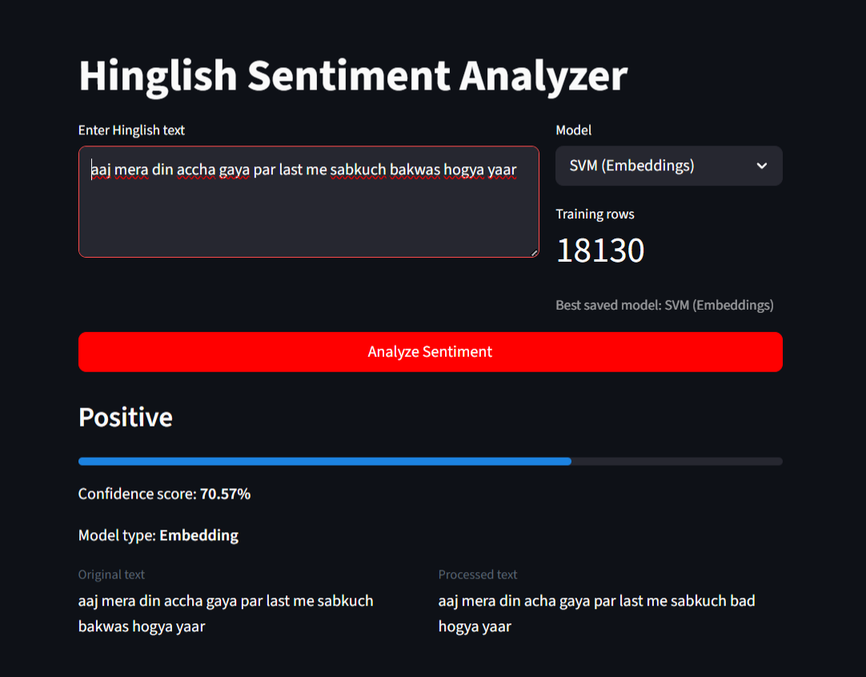 Hinglish Sentiment Analyzer
Enter Hinglish text
aaj mera din accha gaya par last me sabkuch bakwas hogya yaar
Model
SVM (Embeddings)
Training rows
18130
Best saved model: SVM (Embeddings)
Analyze Sentiment
Positive
Confidence score: 70.57%
Model type: Embedding
Original text
aaj mera din accha gaya par last me sabkuch
bakwas hogya yaar
Processed text
aaj mera din acha gaya par last me sabkuch bad
hogya yaar